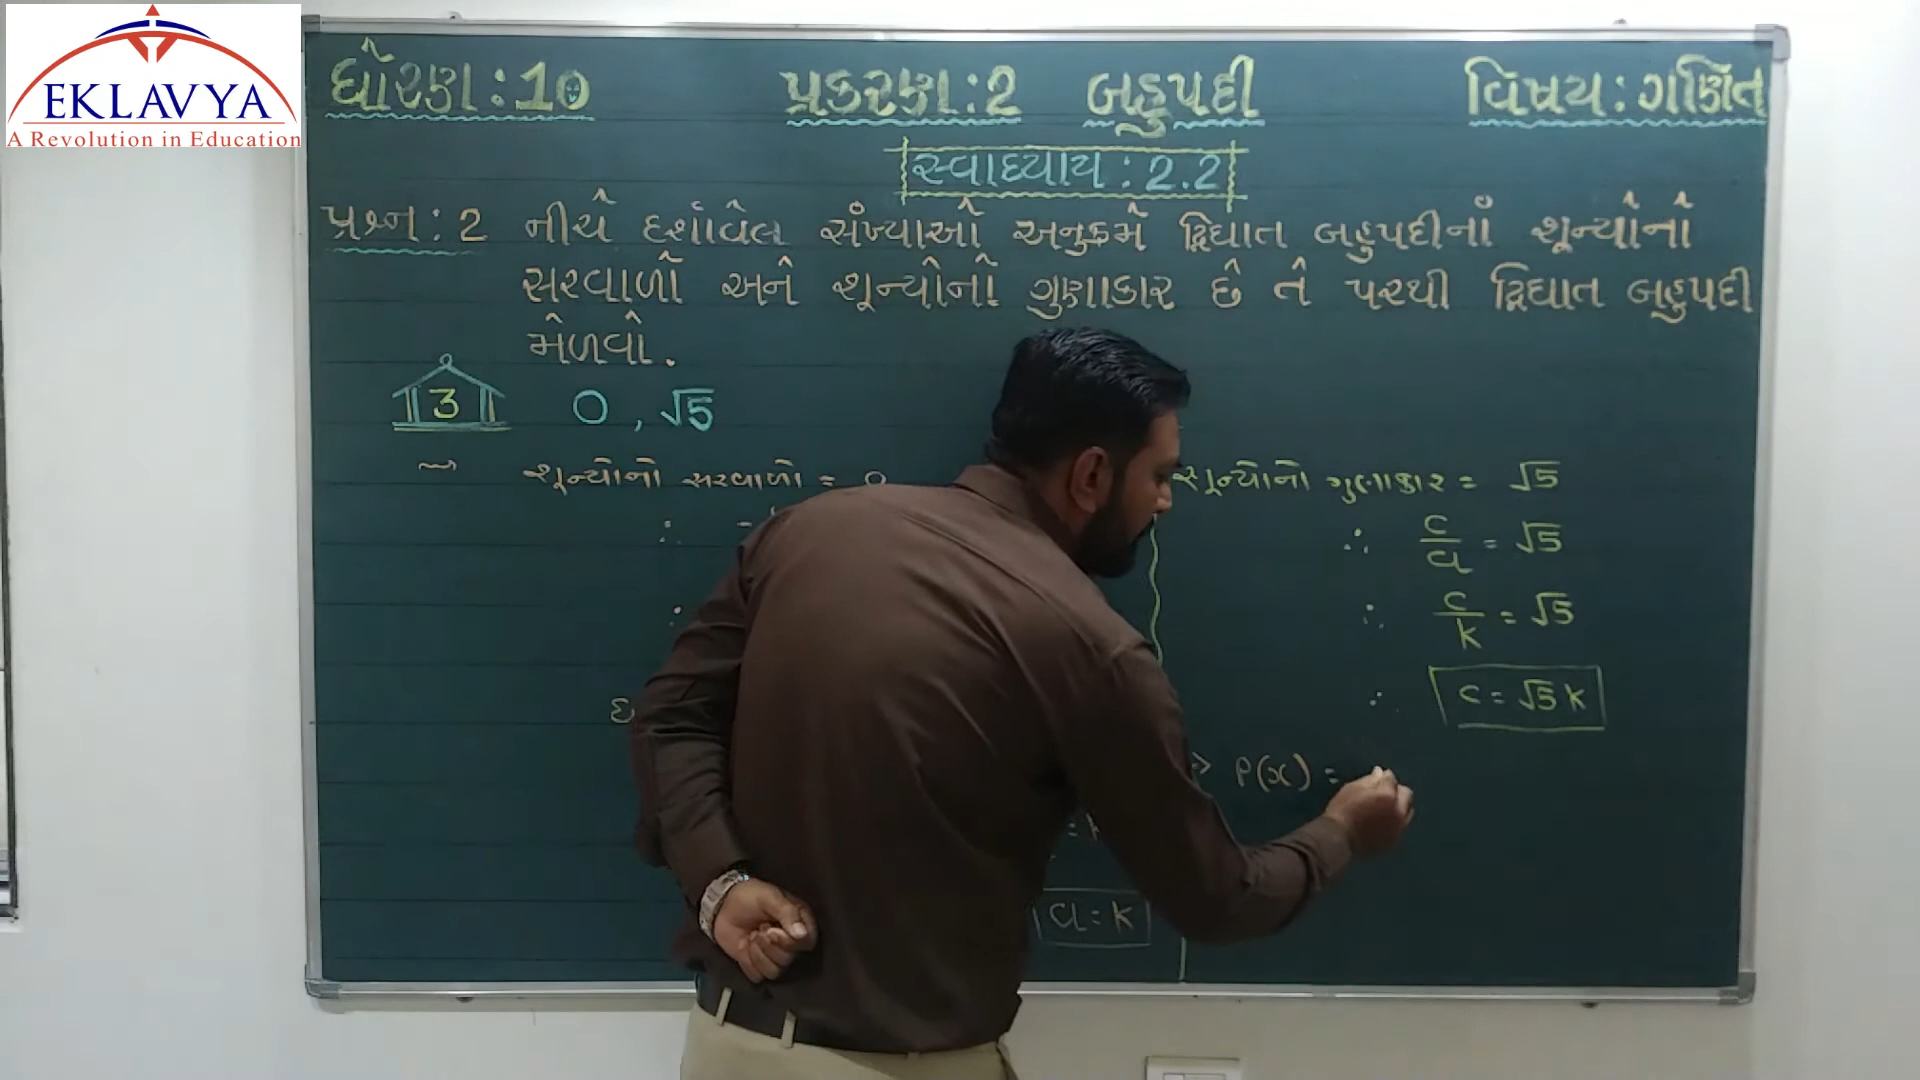 EKLAVYA
A Revolution in Education
ધોરણ : 10 પ્રકરણ : 2 બહુપદી વિષય : ગણિત
સ્વાધ્યાય : 2.2
પ્રશ્ન : 2 નીચે દર્શાવેલ સંખ્યાઓ અનુક્રમે દ્વિઘાત બહુપદીનાં શૂન્યોનો
સરવાળો અને શૂન્યોનો ગુણાકાર છે તે પરથી દ્વિઘાત બહુપદી
મેળવો.
3 0 , √5
શૂન્યોનો સરવાળો = 0
શૂન્યોનો ગુણાકાર = √5
∴ c/a = √5
∴ c/k = √5
∴ c = √5 k
⇒ P(x) =
a = k